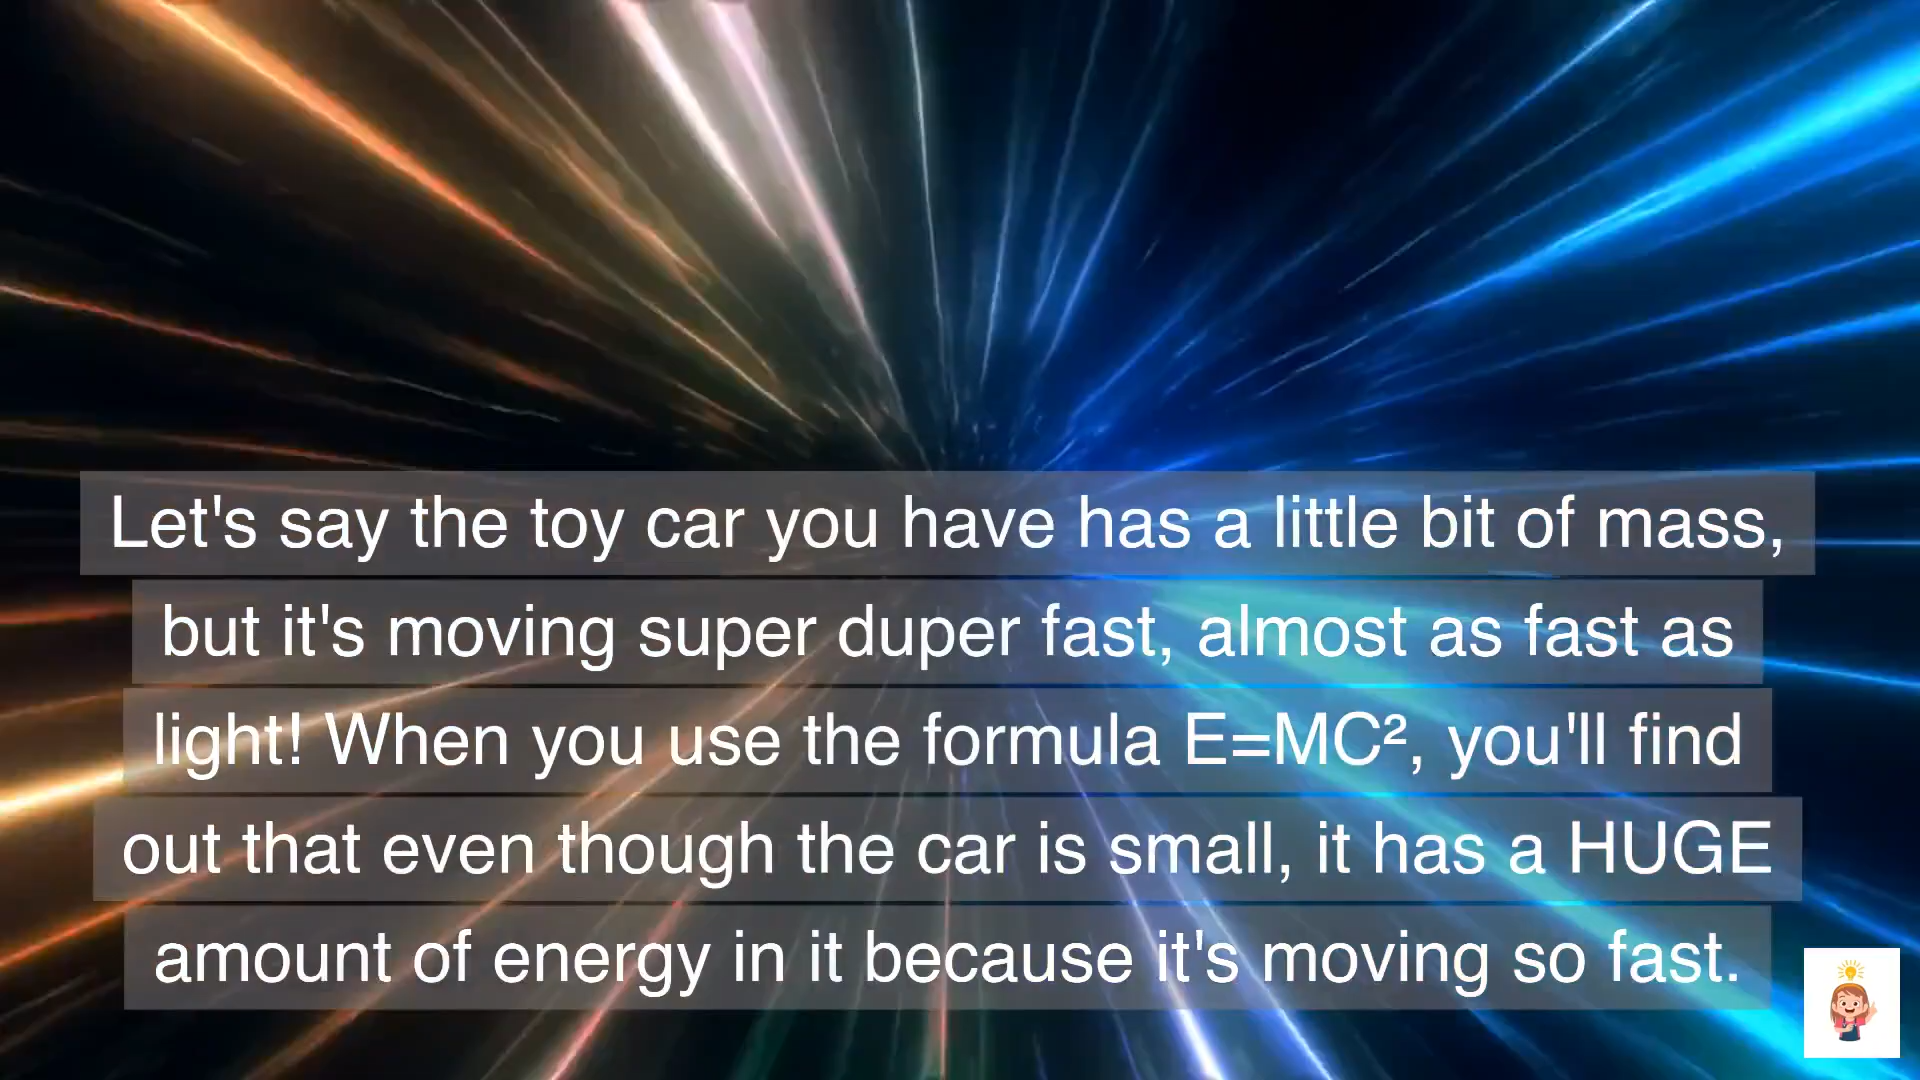 Let's say the toy car you have has a little bit of mass,
but it's moving super duper fast, almost as fast as
light! When you use the formula E=MC², you'll find
out that even though the car is small, it has a HUGE
amount of energy in it because it's moving so fast.